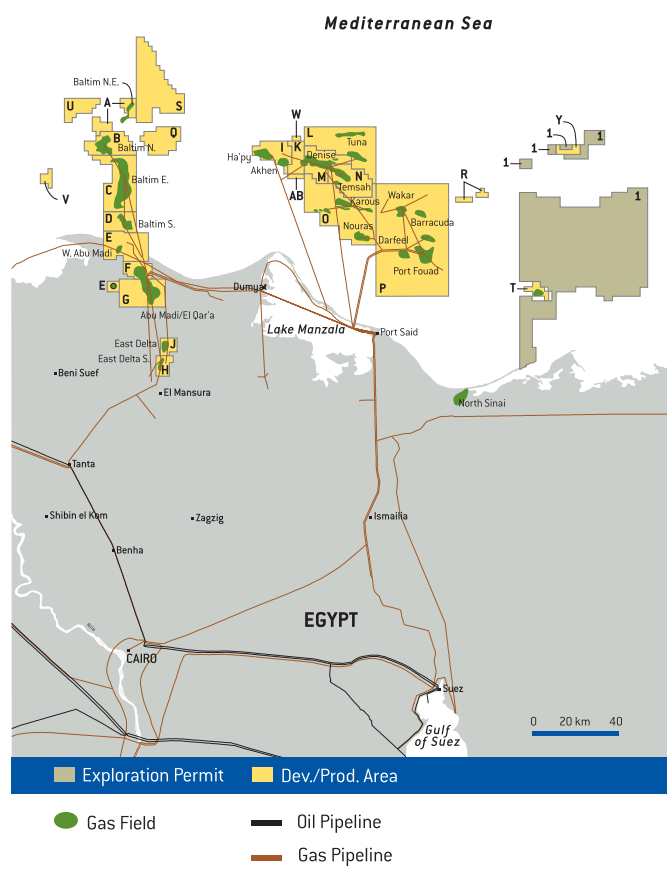 Mediterranean Sea
Baltim N.E.
U
A
S
W
L
Y
1
1
B
Q
Tuna
1
Baltim N.
I
K
Denise
Ha'py
1
Akhen
M
N
R
V
Baltim E.
Temsah
C
AB
Wakar
1
Karous
D
Baltim S.
O
Barracuda
Nouras
E
Darfeel
W. Abu Madi
F
Port Fouad
E
Dumyat
P
T
G
Abu Madi/El Qar'a
Lake Manzala
Port Said
East Delta
J
East Delta S.
H
Beni Suef
El Mansura
North Sinai
Tanta
Shibin el Kom
Zagzig
Ismailia
Benha
EGYPT
Nile
CAIRO
Suez
Gulf
of Suez
0 20 km 40
Exploration Permit
Dev./Prod. Area
Gas Field
Oil Pipeline
Gas Pipeline